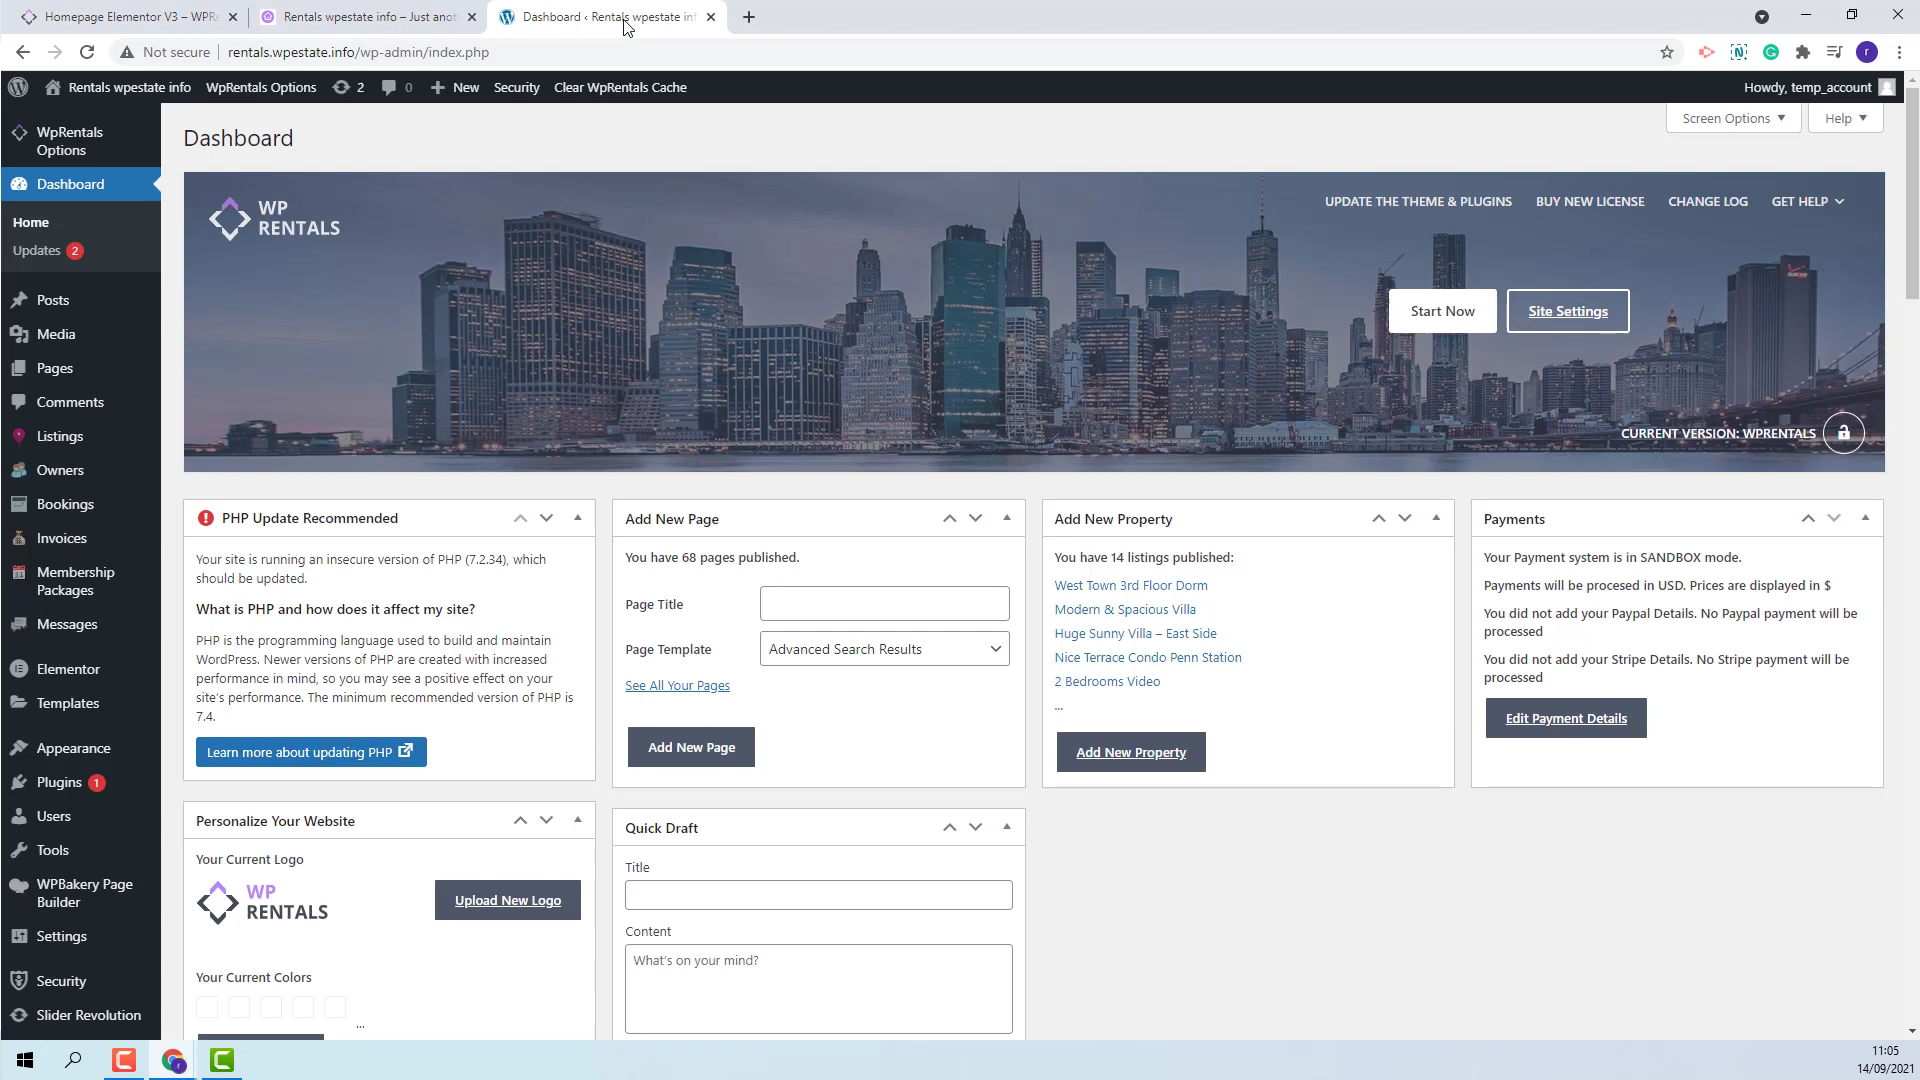 Homepage Elementor V3 – WPR
Rentals wpestate info – Just anot
Dashboard ‹ Rentals wpestate inf
Not secure
rentals.wpestate.info/wp-admin/index.php
r
Rentals wpestate info
WpRentals Options
2
0
New
Security
Clear WpRentals Cache
Howdy, temp_account
WpRentals
Options
Dashboard
Home
Updates 2
Posts
Media
Pages
Comments
Listings
Owners
Bookings
Invoices
Membership
Packages
Messages
Elementor
Templates
Appearance
Plugins 1
Users
Tools
WPBakery Page
Builder
Settings
Security
Slider Revolution
Dashboard
Screen Options
Help
WP
RENTALS
UPDATE THE THEME & PLUGINS
BUY NEW LICENSE
CHANGE LOG
GET HELP
Start Now
Site Settings
CURRENT VERSION: WPRENTALS
PHP Update Recommended
Your site is running an insecure version of PHP (7.2.34), which
should be updated.
What is PHP and how does it affect my site?
PHP is the programming language used to build and maintain
WordPress. Newer versions of PHP are created with increased
performance in mind, so you may see a positive effect on your
site's performance. The minimum recommended version of PHP is
7.4.
Learn more about updating PHP
Add New Page
You have 68 pages published.
Page Title
Page Template
Advanced Search Results
See All Your Pages
Add New Page
Add New Property
You have 14 listings published:
West Town 3rd Floor Dorm
Modern & Spacious Villa
Huge Sunny Villa – East Side
Nice Terrace Condo Penn Station
2 Bedrooms Video
...
Add New Property
Payments
Your Payment system is in SANDBOX mode.
Payments will be procesed in USD. Prices are displayed in $
You did not add your Paypal Details. No Paypal payment will be
processed
You did not add your Stripe Details. No Stripe payment will be
processed
Edit Payment Details
Personalize Your Website
Your Current Logo
WP
RENTALS
Upload New Logo
Your Current Colors
...
Quick Draft
Title
Content
What's on your mind?
11:05
14/09/2021